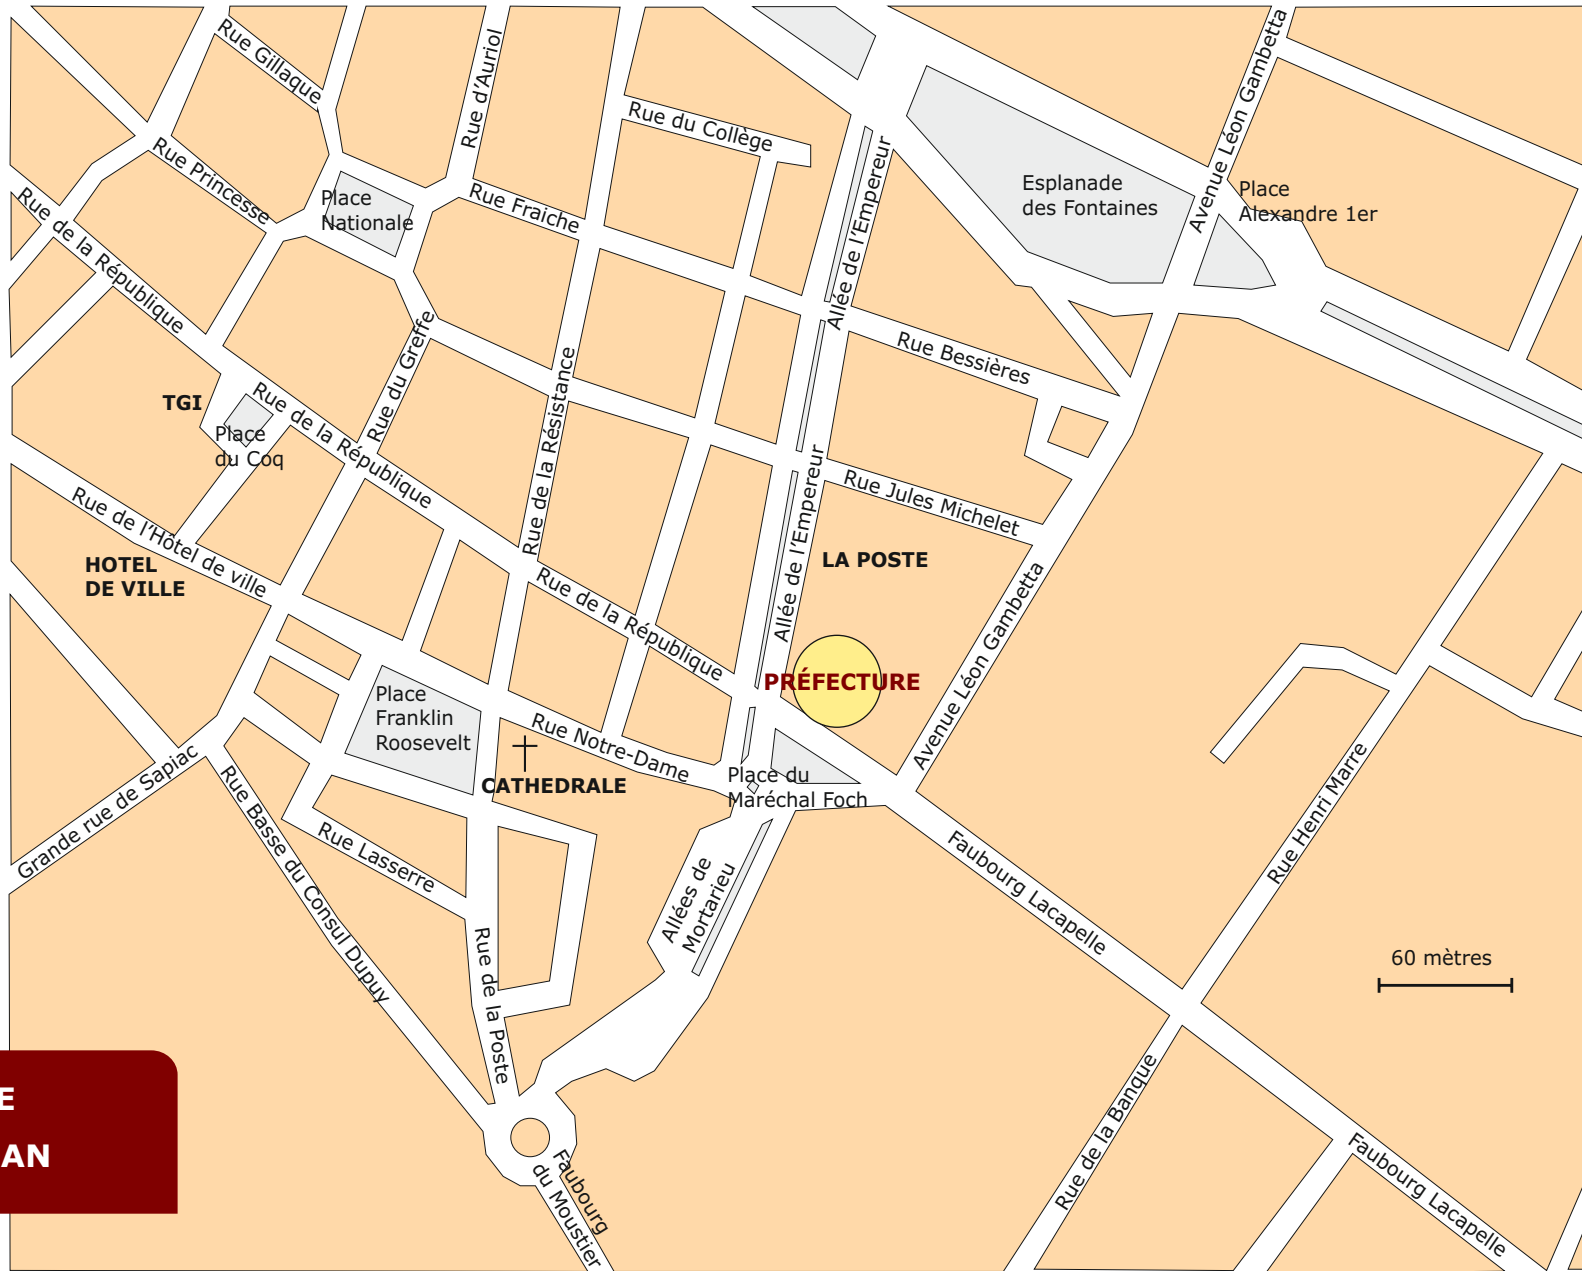 Rue Gillaque
Rue d'Auriol
Rue du Collège
Avenue Léon Gambetta
Rue Princesse
Place
Nationale
Rue Fraiche
Allée de l'Empereur
Esplanade
des Fontaines
Place
Alexandre 1er
Rue de la République
Rue du Greffe
Rue de la Résistance
Rue Bessières
TGI
Place
du Coq
Rue de la République
Rue Jules Michelet
Allée de l'Empereur
Rue de l'Hôtel de ville
HOTEL
DE VILLE
LA POSTE
Rue de la République
Avenue Léon Gambetta
PRÉFECTURE
Place
Franklin
Roosevelt
Rue Notre-Dame
CATHEDRALE
Place du
Maréchal Foch
Grande rue de Sapiac
Rue Basse du Consul Dupuy
Rue Lasserre
Allées de
Mortarieu
Faubourg Lacapelle
Rue Henri Marre
60 mètres
Rue de la Poste
Rue de la Banque
Faubourg Lacapelle
Faubourg
du Moustier
E
AN